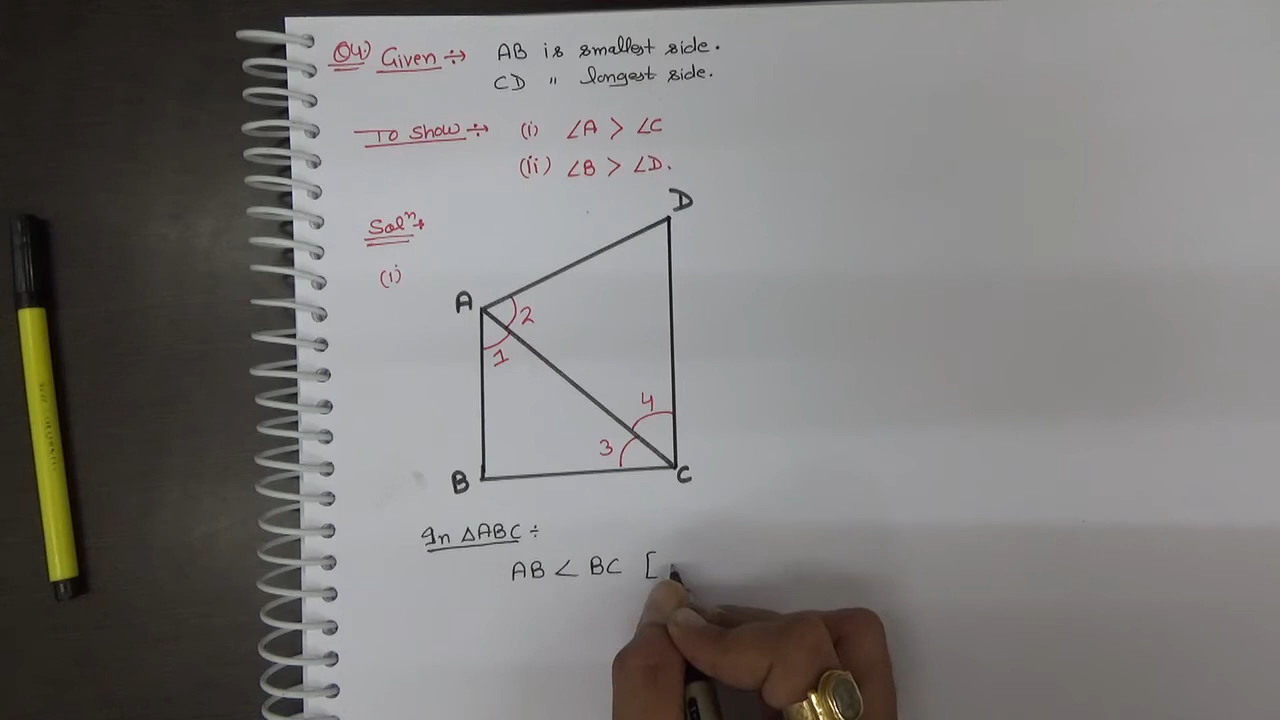 Q4) Given ÷ AB is smallest side.
CD " longest side.
To Show ÷ (i) ∠A > ∠C
(ii) ∠B > ∠D.
Solⁿ÷
(i)
D
A
2
1
4
3
B
C
In △ABC ÷
AB < BC [